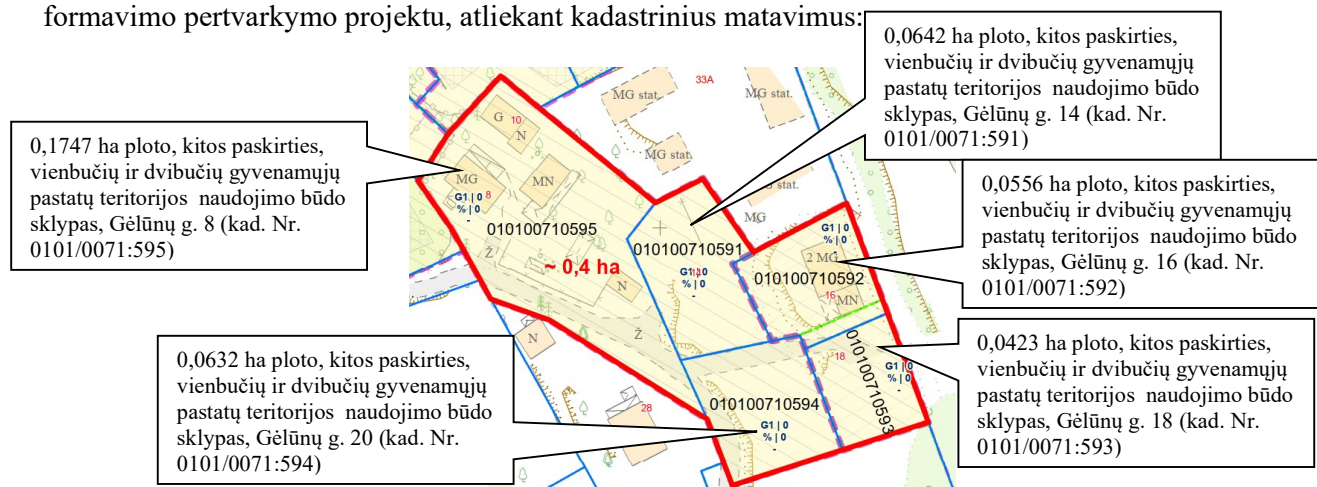 formavimo pertvarkymo projektu, atliekant kadastrinius matavimus:
0,0642 ha ploto, kitos paskirties,
vienbučių ir dvibučių gyvenamųjų
pastatų teritorijos naudojimo būdo
sklypas, Gėlūnų g. 14 (kad. Nr.
0101/0071:591)
0,1747 ha ploto, kitos paskirties,
vienbučių ir dvibučių gyvenamųjų
pastatų teritorijos naudojimo būdo
sklypas, Gėlūnų g. 8 (kad. Nr.
0101/0071:595)
0,0556 ha ploto, kitos paskirties,
vienbučių ir dvibučių gyvenamųjų
pastatų teritorijos naudojimo būdo
sklypas, Gėlūnų g. 16 (kad. Nr.
0101/0071:592)
0,0632 ha ploto, kitos paskirties,
vienbučių ir dvibučių gyvenamųjų
pastatų teritorijos naudojimo būdo
sklypas, Gėlūnų g. 20 (kad. Nr.
0101/0071:594)
0,0423 ha ploto, kitos paskirties,
vienbučių ir dvibučių gyvenamųjų
pastatų teritorijos naudojimo būdo
sklypas, Gėlūnų g. 18 (kad. Nr.
0101/0071:593)
33A
MG stat.
MG stat.
MG stat.
MG
G
10
N
MG
8
MN
G1 | 0
% | 0
-
010100710595
~ 0,4 ha
Ž
N
Ž
N
28
010100710591
% | 0
-
G1 | 0
% | 0
-
2 MG
010100710592
16
MN
18
G1 | 0
% | 0
-
010100710593
010100710594
G1 | 0
% | 0
-